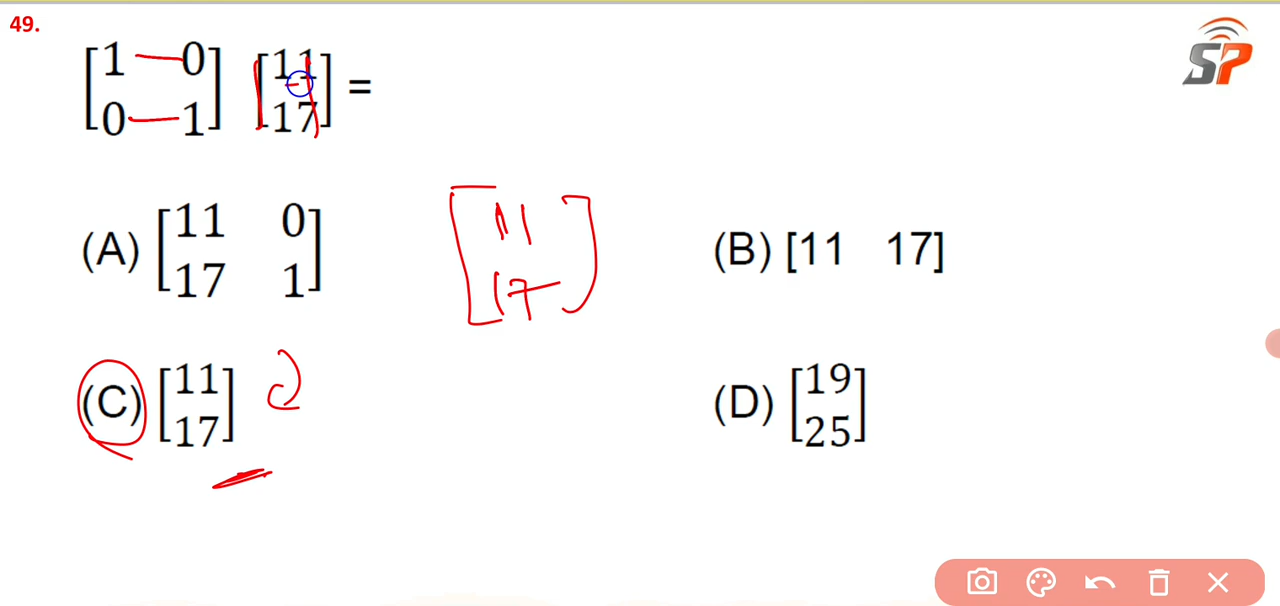 49.
SP
[1 0] [11] =
[0 1] [17]
(A) [11 0]
[17 1]
[11]
[17]
(B) [11 17]
(C) [11]
[17]
(D) [19]
[25]